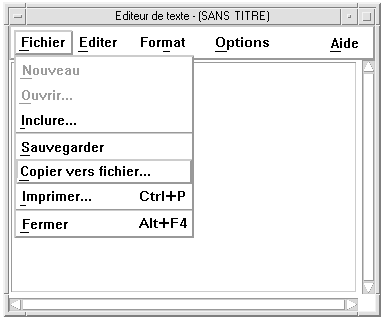 Editeur de texte - (SANS TITRE)
Fichier Editer Format Options Aide
Nouveau
Ouvrir...
Inclure...
Sauvegarder
Copier vers fichier...
Imprimer... Ctrl+P
Fermer Alt+F4